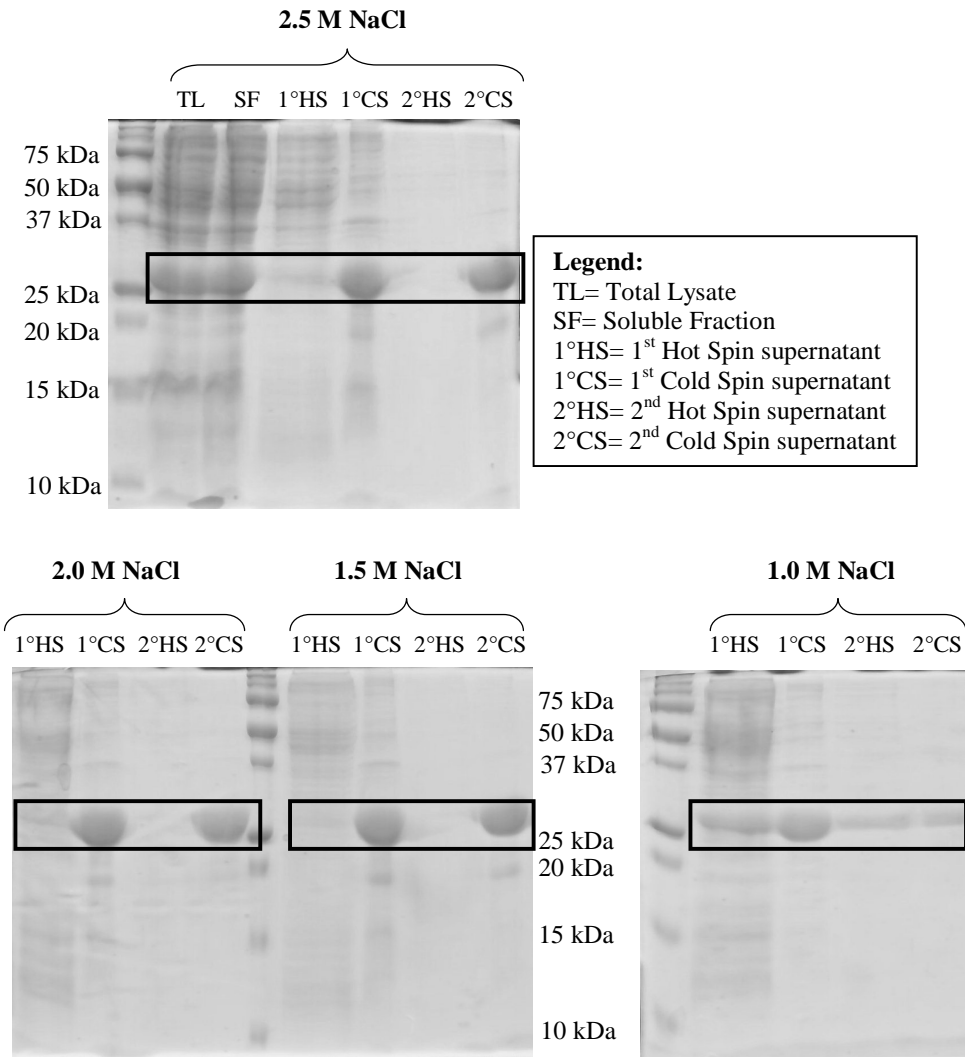 2.5 M NaCl
TL SF 1°HS 1°CS 2°HS 2°CS
75 kDa
50 kDa
37 kDa
25 kDa
20 kDa
15 kDa
10 kDa
Legend:
TL= Total Lysate
SF= Soluble Fraction
1°HS= 1st Hot Spin supernatant
1°CS= 1st Cold Spin supernatant
2°HS= 2nd Hot Spin supernatant
2°CS= 2nd Cold Spin supernatant
2.0 M NaCl
1°HS 1°CS 2°HS 2°CS
1.5 M NaCl
1°HS 1°CS 2°HS 2°CS
75 kDa
50 kDa
37 kDa
25 kDa
20 kDa
15 kDa
10 kDa
1.0 M NaCl
1°HS 1°CS 2°HS 2°CS